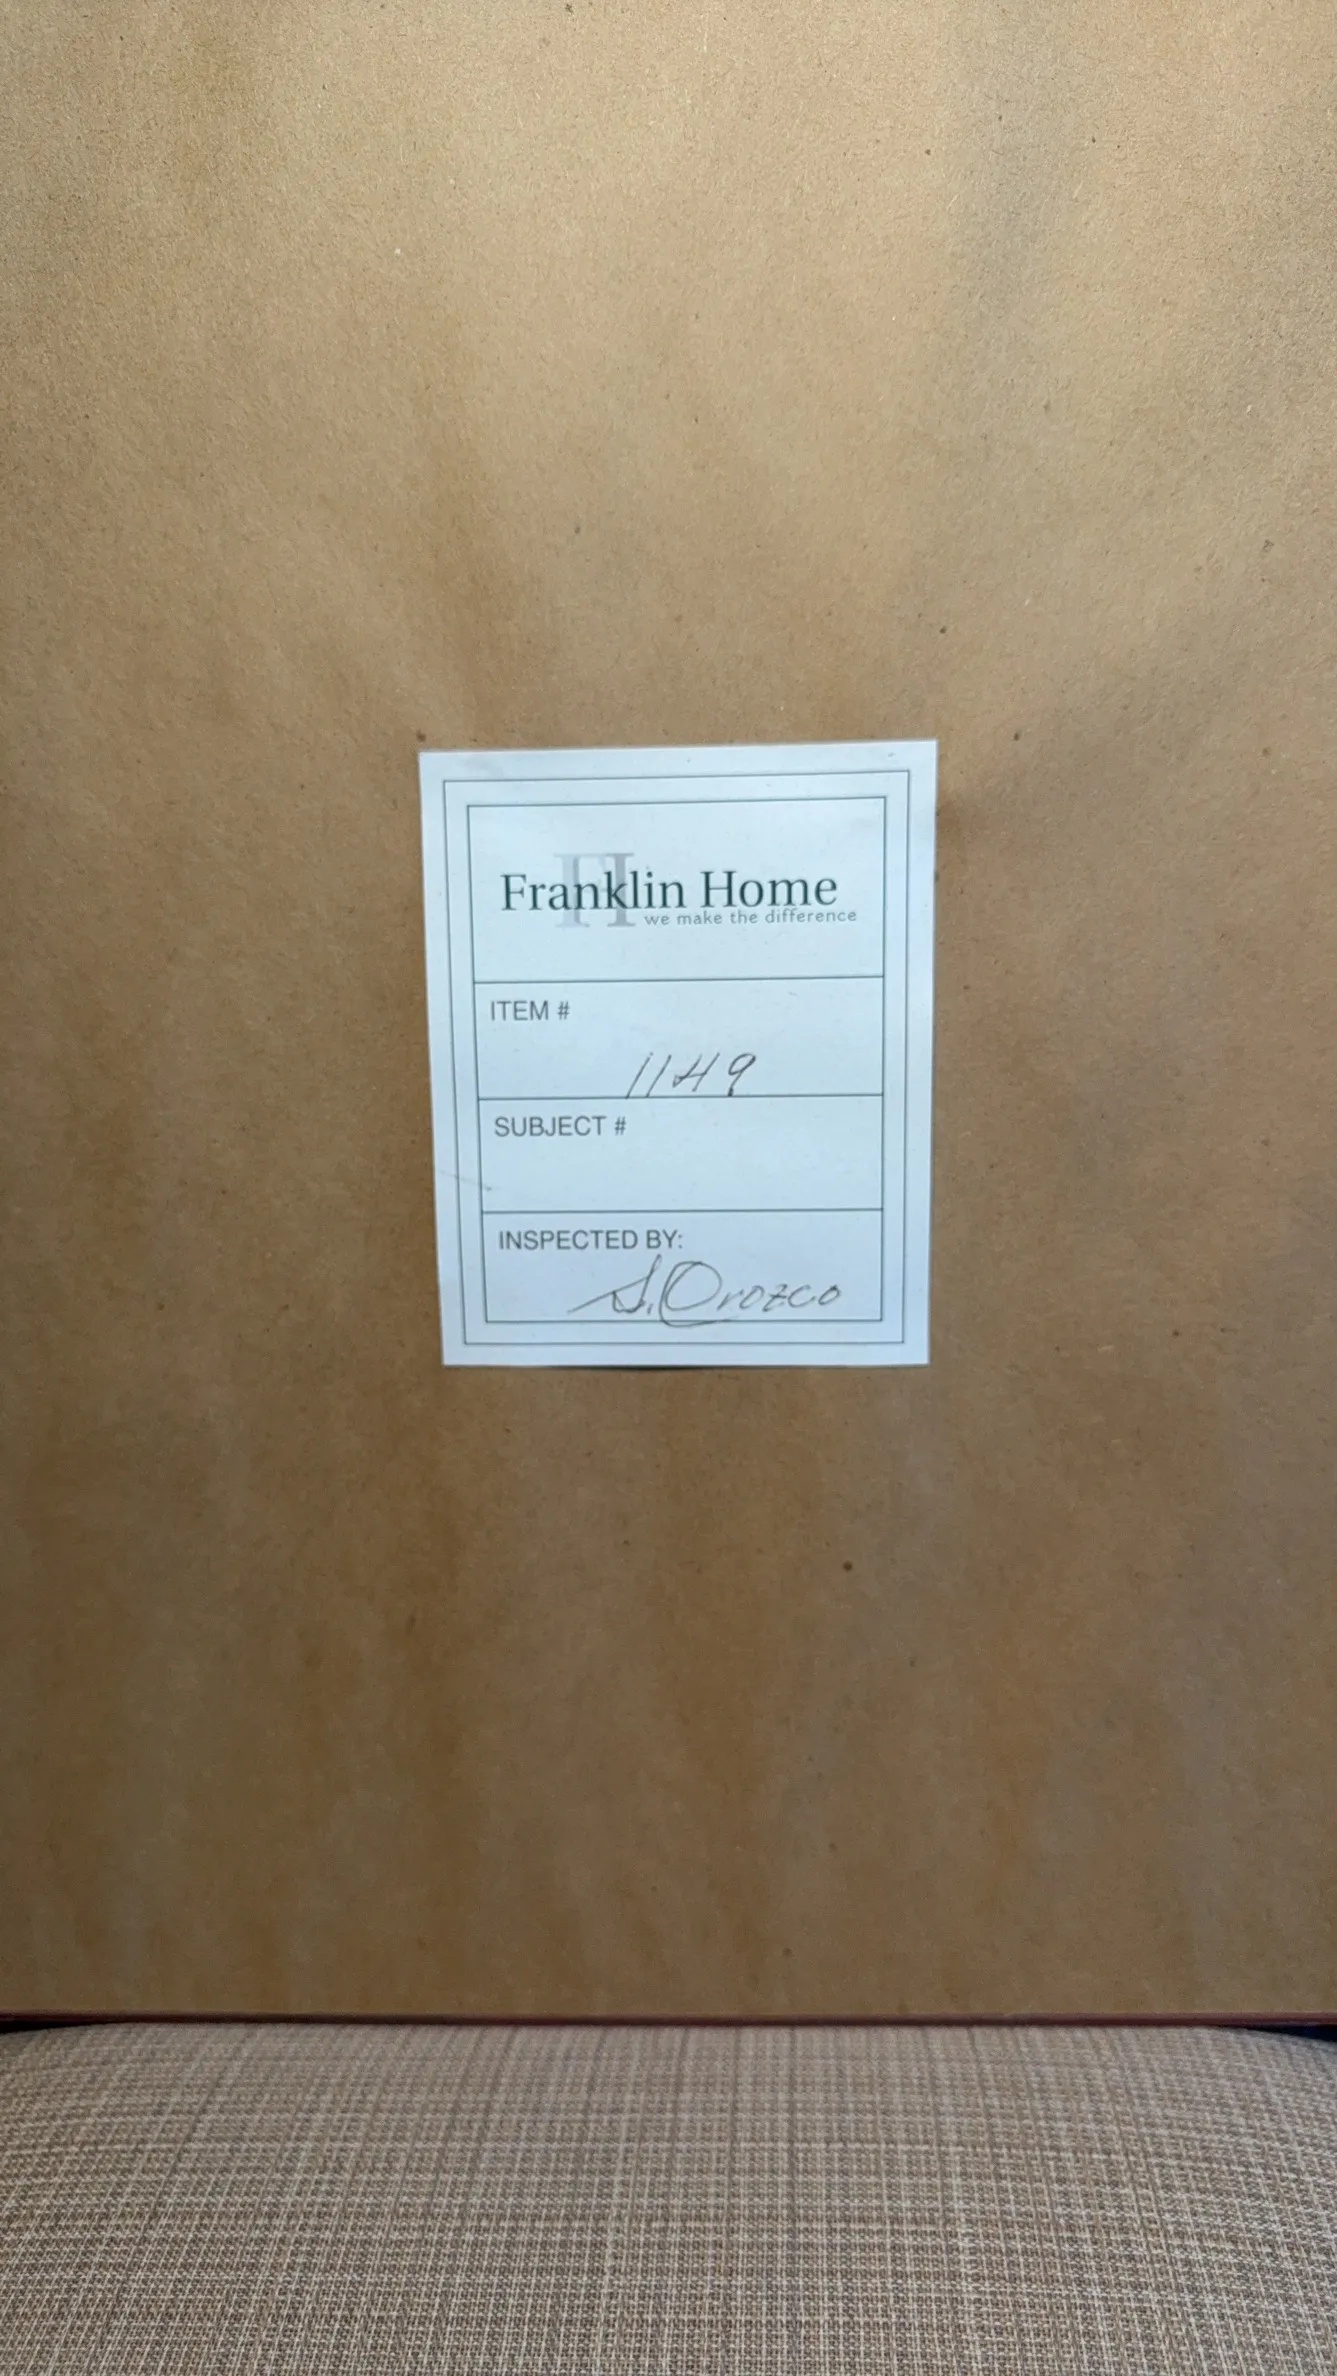 Franklin Home
we make the difference
ITEM #
1149
SUBJECT #
INSPECTED BY:
S. Orozco